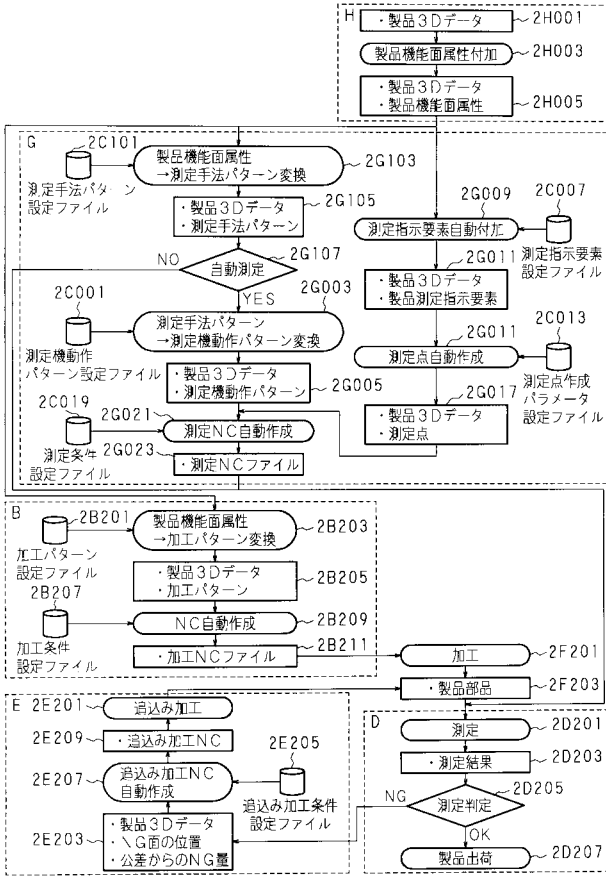 H
・製品3Dデータ
2H001
製品機能面属性付加
2H003
・製品3Dデータ
・製品機能面属性
2H005
G
2C101
測定手法パターン
設定ファイル
製品機能面属性
→測定手法パターン変換
2G103
・製品3Dデータ
・測定手法パターン
2G105
自動測定
2G107
NO
YES
2C001
測定機動作
パターン設定ファイル
測定手法パターン
→測定機動作パターン変換
2G003
・製品3Dデータ
・測定機動作パターン
2G005
2C019
測定条件
設定ファイル
2G021
測定NC自動作成
2G023
・測定NCファイル
測定指示要素自動付加
2G009
2C007
測定指示要素
設定ファイル
・製品3Dデータ
・製品測定指示要素
2G011
測定点自動作成
2G011
2C013
測定点作成
パラメータ
設定ファイル
・製品3Dデータ
・測定点
2G017
B
2B201
加工パターン
設定ファイル
製品機能面属性
→加工パターン変換
2B203
・製品3Dデータ
・加工パターン
2B205
2B207
加工条件
設定ファイル
NC自動作成
2B209
・加工NCファイル
2B211
加工
2F201
・製品部品
2F203
E
2E201
追込み加工
2E209
・追込み加工NC
2E207
追込み加工NC
自動作成
2E205
追込み加工条件
設定ファイル
2E203
・製品3Dデータ
・\G面の位置
・公差からのNG量
D
測定
2D201
・測定結果
2D203
測定判定
2D205
NG
OK
製品出荷
2D207